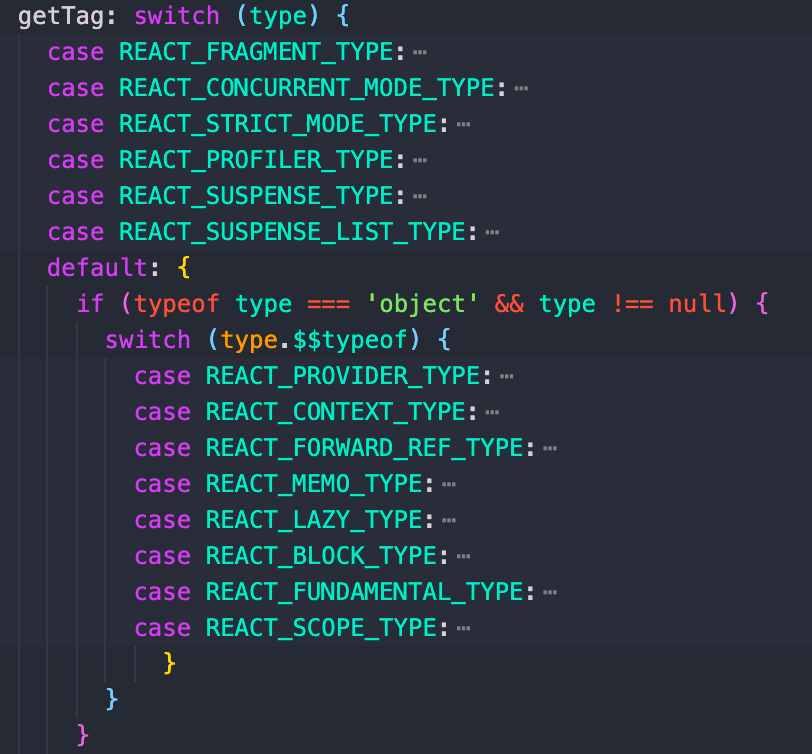 getTag: switch (type) {
case REACT_FRAGMENT_TYPE:…
case REACT_CONCURRENT_MODE_TYPE:…
case REACT_STRICT_MODE_TYPE:…
case REACT_PROFILER_TYPE:…
case REACT_SUSPENSE_TYPE:…
case REACT_SUSPENSE_LIST_TYPE:…
default: {
if (typeof type === 'object' && type !== null) {
switch (type.$$typeof) {
case REACT_PROVIDER_TYPE:…
case REACT_CONTEXT_TYPE:…
case REACT_FORWARD_REF_TYPE:…
case REACT_MEMO_TYPE:…
case REACT_LAZY_TYPE:…
case REACT_BLOCK_TYPE:…
case REACT_FUNDAMENTAL_TYPE:…
case REACT_SCOPE_TYPE:…
}
}
}